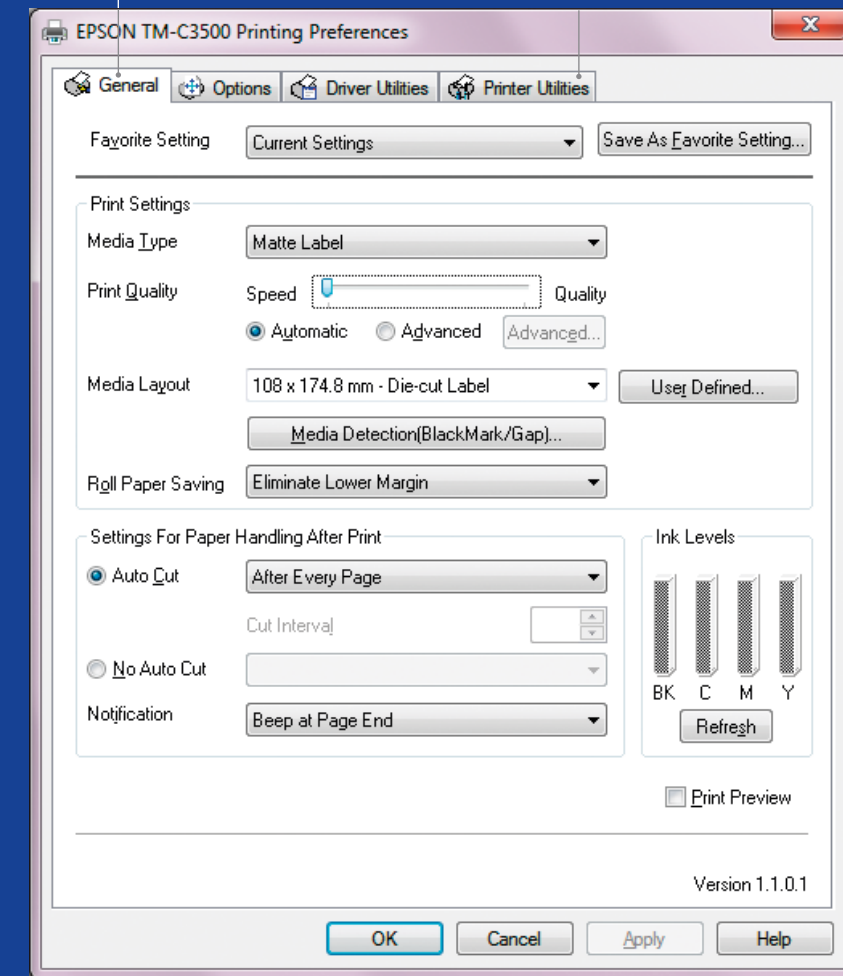 EPSON TM-C3500 Printing Preferences
General Options Driver Utilities Printer Utilities
Favorite Setting Current Settings Save As Favorite Setting...
Print Settings
Media Type Matte Label
Print Quality Speed Quality
Automatic Advanced Advanced...
Media Layout 108 x 174.8 mm - Die-cut Label User Defined...
Media Detection(BlackMark/Gap)...
Roll Paper Saving Eliminate Lower Margin
Settings For Paper Handling After Print
Auto Cut After Every Page
Cut Interval
No Auto Cut
Notification Beep at Page End
Ink Levels
BK C M Y
Refresh
Print Preview
Version 1.1.0.1
OK Cancel Apply Help